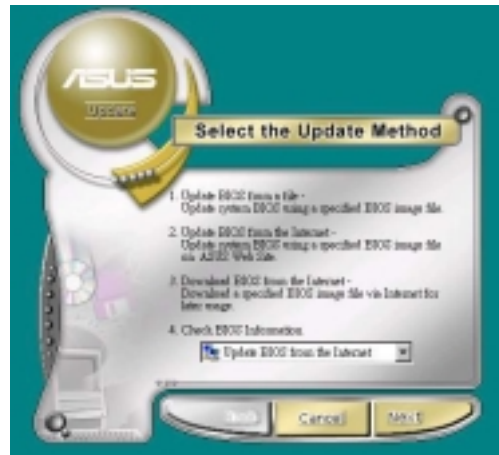 ASUS
Update
Select the Update Method
1. Update BIOS from a file -
Update system BIOS using a specified BIOS image file.
2. Update BIOS from the Internet -
Update system BIOS using a specified BIOS image file
on ASUS Web Site.
3. Download BIOS from the Internet -
Download a specified BIOS image file via Internet for
later usage.
4. Check BIOS Information
Update BIOS from the Internet
Back
Cancel
Next